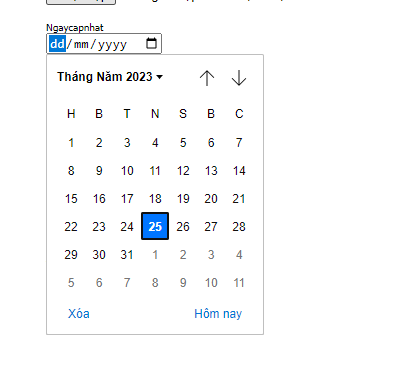 Ngaycapnhat
dd/mm/yyyy
Tháng Năm 2023
H B T N S B C
1 2 3 4 5 6 7
8 9 10 11 12 13 14
15 16 17 18 19 20 21
22 23 24 25 26 27 28
29 30 31 1 2 3 4
5 6 7 8 9 10 11
Xóa Hôm nay